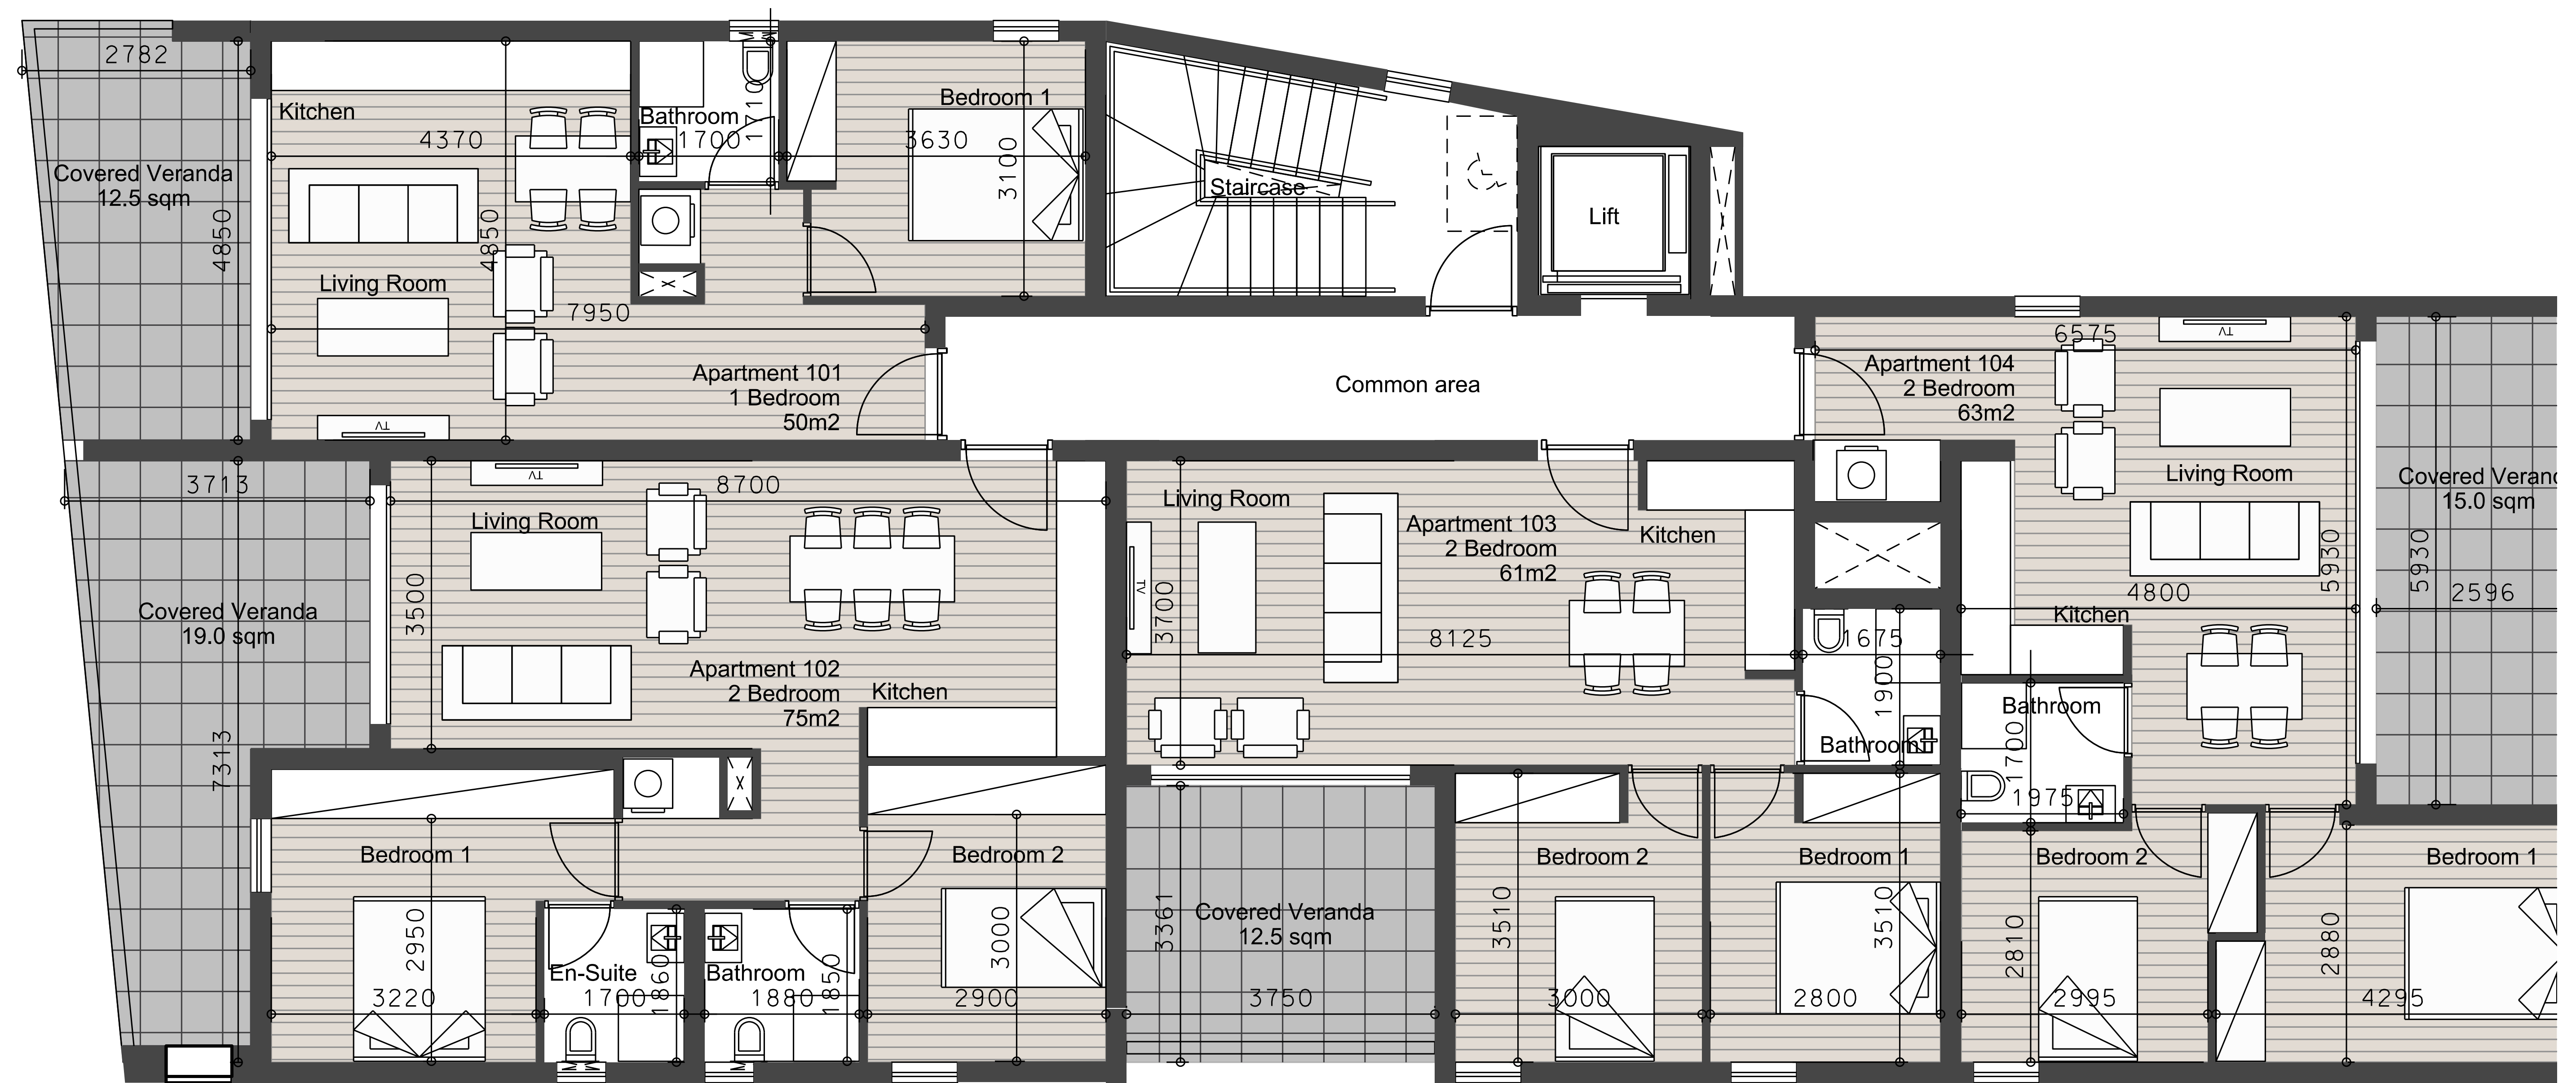 2782
Kitchen
4370
Bathroom
1700
1710
Bedroom 1
3630
3100
Covered Veranda
12.5 sqm
4850
4850
Living Room
7950
TV
Apartment 101
1 Bedroom
50m2
Staircase
Lift
Common area
6575
TV
Apartment 104
2 Bedroom
63m2
Living Room
5930
4800
Kitchen
Bathroom
1700
1975
15.0 sqm
5930
2596
3713
8700
TV
Living Room
3500
Covered Veranda
19.0 sqm
7313
Apartment 102
2 Bedroom
75m2
Kitchen
Living Room
TV
3700
Apartment 103
2 Bedroom
61m2
Kitchen
8125
1675
1900
Bathroom
Bedroom 1
2950
3220
En-Suite
1700
1860
Bathroom
1880
1850
Bedroom 2
3000
2900
3361
Covered Veranda
12.5 sqm
3750
Bedroom 2
3510
3000
Bedroom 1
3510
2800
Bedroom 2
2810
2995
Bedroom 1
2880
4295